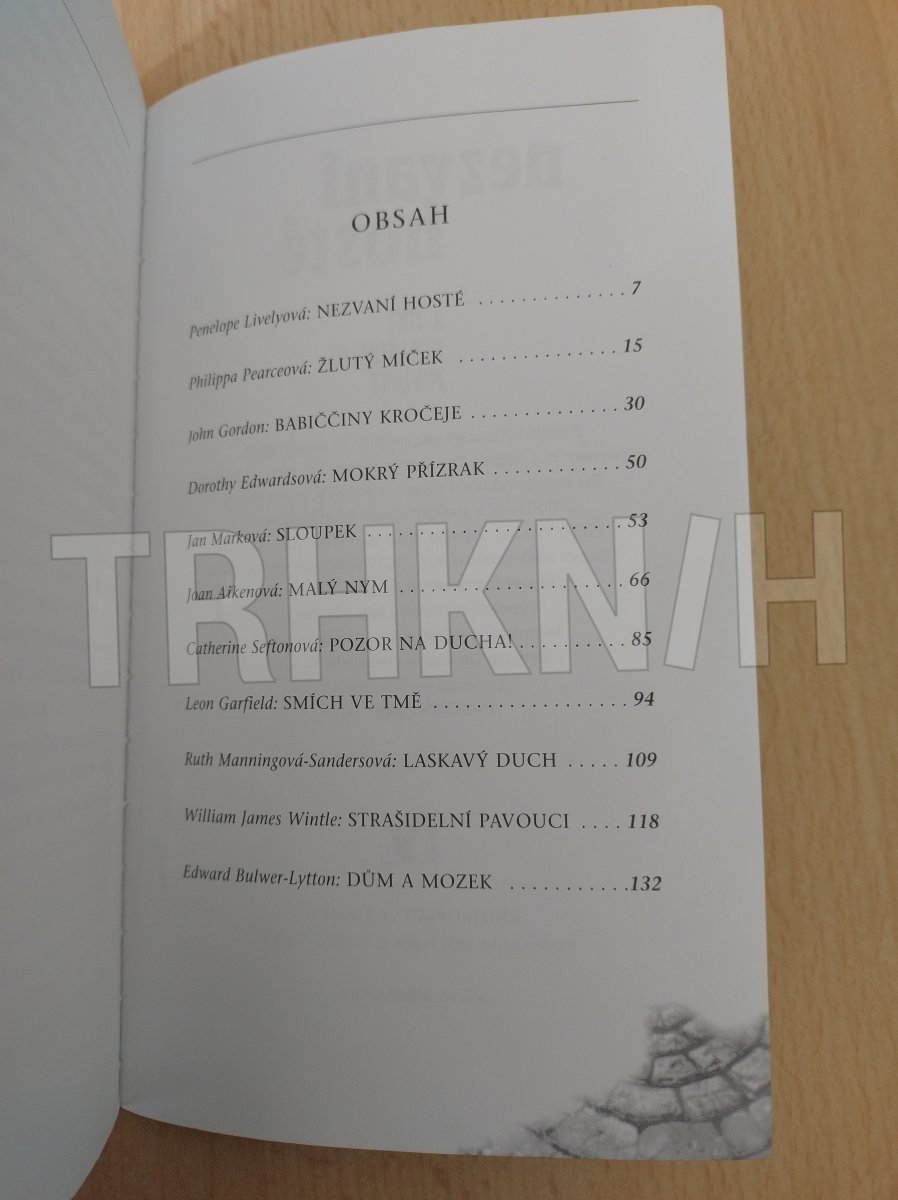 OBSAH
Penelope Livelyová: NEZVANÍ HOSTÉ .............. 7
Philippa Pearceová: ŽLUTÝ MÍČEK ............... 15
John Gordon: BABIČČINY KROČEJE .............. 30
Dorothy Edwardsová: MOKRÝ PŘÍZRAK ............ 50
Jan Marková: SLOUPEK ........................ 53
Joan Aikenová: MALÝ NYM ..................... 66
Catherine Seftonová: POZOR NA DUCHA! .......... 85
TRHKN/H
Leon Garfield: SMÍCH VE TMĚ ................... 94
Ruth Manningová-Sandersová: LASKAVÝ DUCH ..... 109
William James Wintle: STRAŠIDELNÍ PAVOUCI .... 118
Edward Bulwer-Lytton: DŮM A MOZEK ........... 132